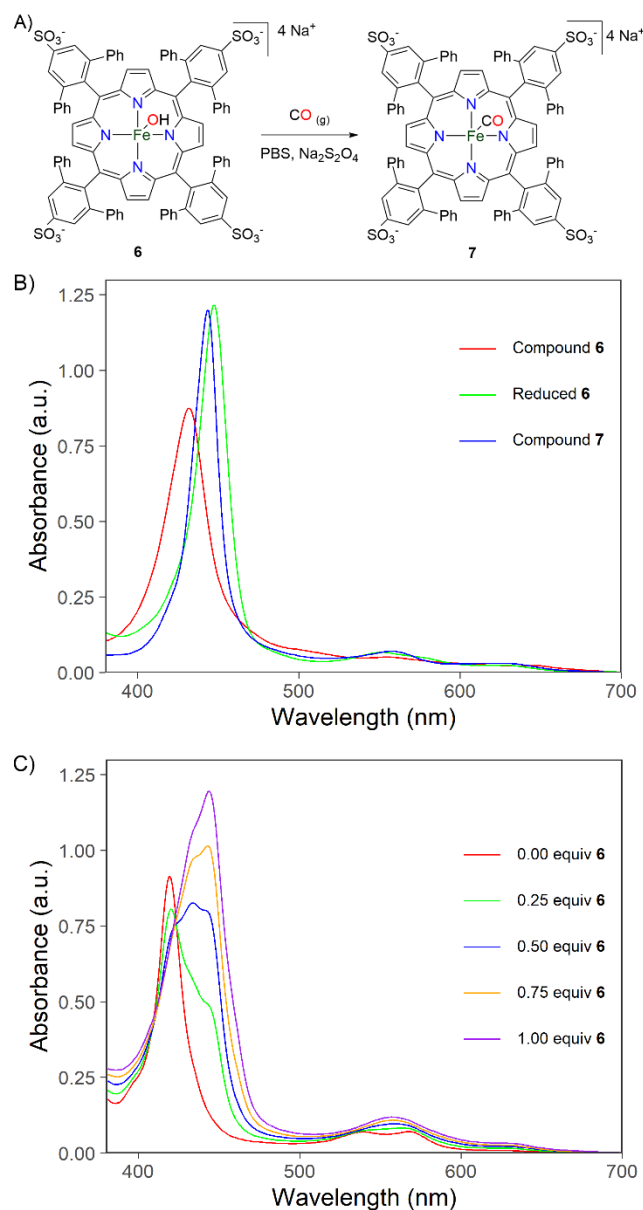 A)
SO₃⁻ SO₃⁻ 4 Na⁺ SO₃⁻ SO₃⁻ 4 Na⁺
Ph Ph Ph Ph
Ph Ph Ph Ph
N OH N CO
N Fe N CO (g) N Fe N
N PBS, Na₂S₂O₄ N
Ph Ph Ph Ph
Ph Ph Ph Ph
SO₃⁻ SO₃⁻ SO₃⁻ SO₃⁻
6 7
B)
1.25
1.00
0.75
0.50
0.25
0.00
Absorbance (a.u.)
Compound 6
Reduced 6
Compound 7
400 500 600 700
Wavelength (nm)
C)
1.25
1.00
0.75
0.50
0.25
0.00
Absorbance (a.u.)
0.00 equiv 6
0.25 equiv 6
0.50 equiv 6
0.75 equiv 6
1.00 equiv 6
400 500 600 700
Wavelength (nm)